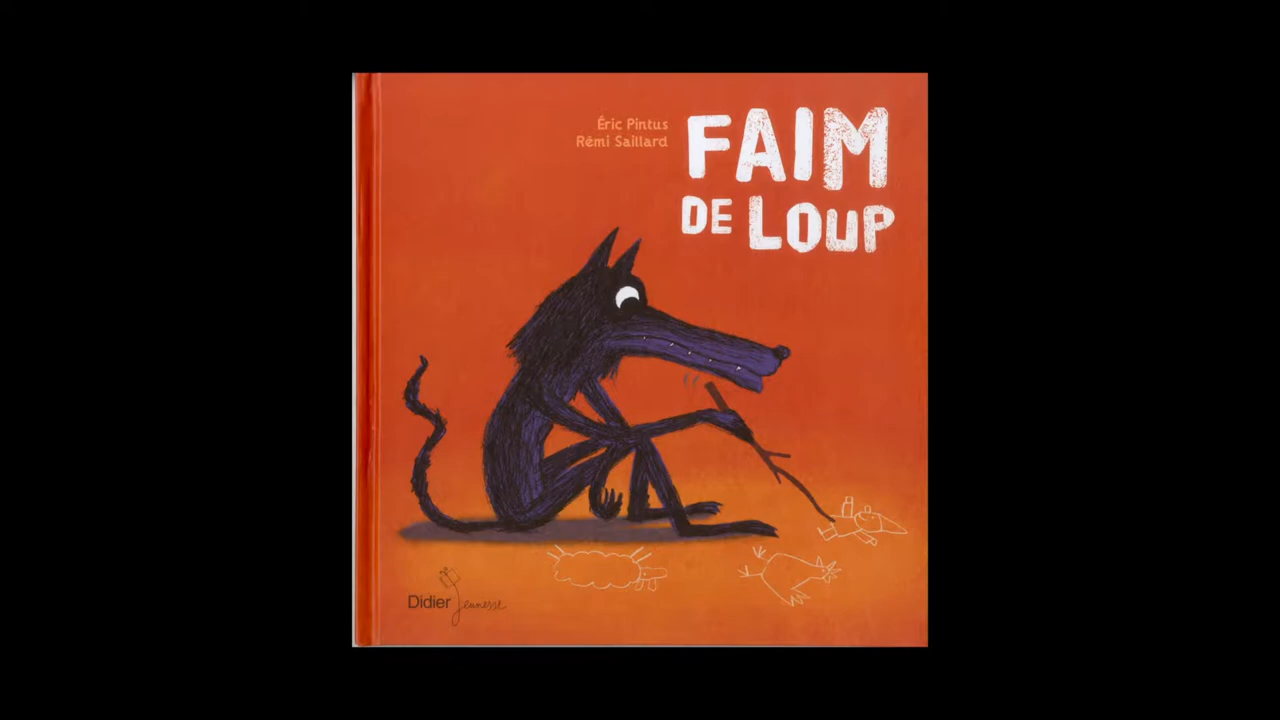 Éric Pintus
Rémi Saillard
FAIM
DE LOUP
Didier Jeunesse